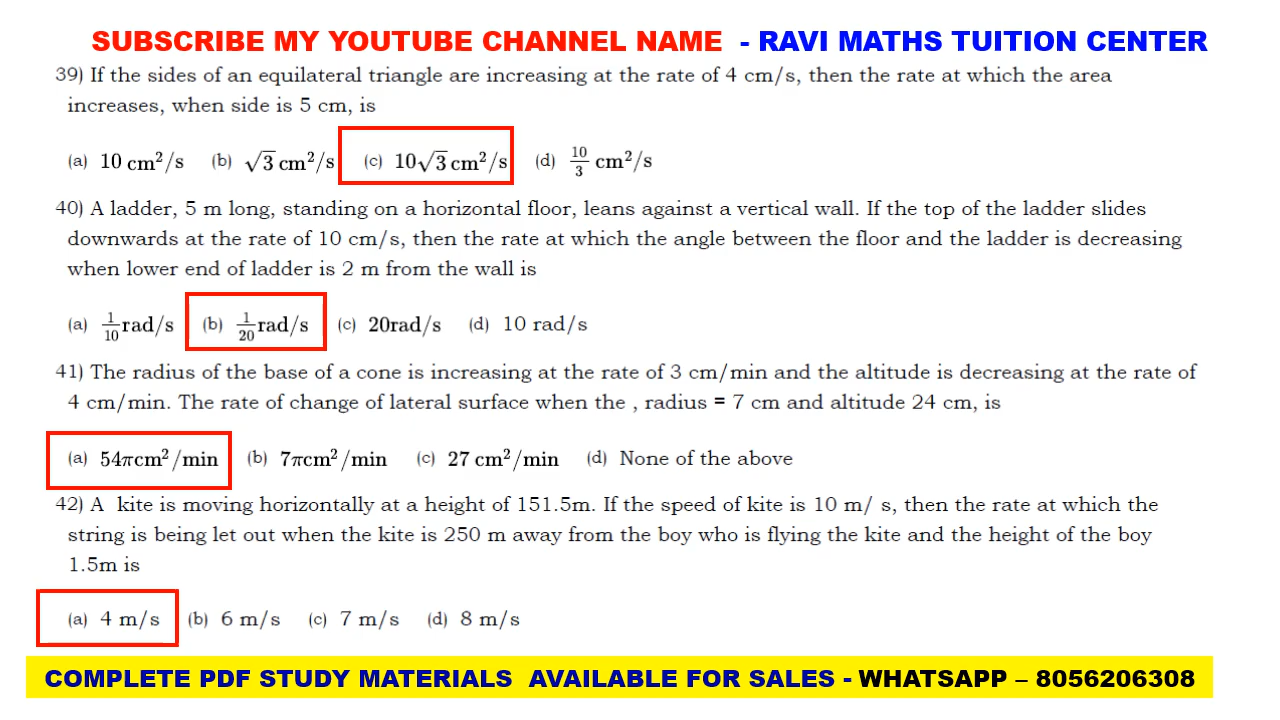 SUBSCRIBE MY YOUTUBE CHANNEL NAME - RAVI MATHS TUITION CENTER
39) If the sides of an equilateral triangle are increasing at the rate of 4 cm/s, then the rate at which the area
increases, when side is 5 cm, is
(a) 10 cm²/s (b) √3 cm²/s (c) 10√3 cm²/s (d) 10/3 cm²/s
40) A ladder, 5 m long, standing on a horizontal floor, leans against a vertical wall. If the top of the ladder slides
downwards at the rate of 10 cm/s, then the rate at which the angle between the floor and the ladder is decreasing
when lower end of ladder is 2 m from the wall is
(a) 1/10 rad/s (b) 1/20 rad/s (c) 20rad/s (d) 10 rad/s
41) The radius of the base of a cone is increasing at the rate of 3 cm/min and the altitude is decreasing at the rate of
4 cm/min. The rate of change of lateral surface when the , radius = 7 cm and altitude 24 cm, is
(a) 54πcm²/min (b) 7πcm²/min (c) 27 cm²/min (d) None of the above
42) A kite is moving horizontally at a height of 151.5m. If the speed of kite is 10 m/ s, then the rate at which the
string is being let out when the kite is 250 m away from the boy who is flying the kite and the height of the boy
1.5m is
(a) 4 m/s (b) 6 m/s (c) 7 m/s (d) 8 m/s
COMPLETE PDF STUDY MATERIALS AVAILABLE FOR SALES - WHATSAPP – 8056206308